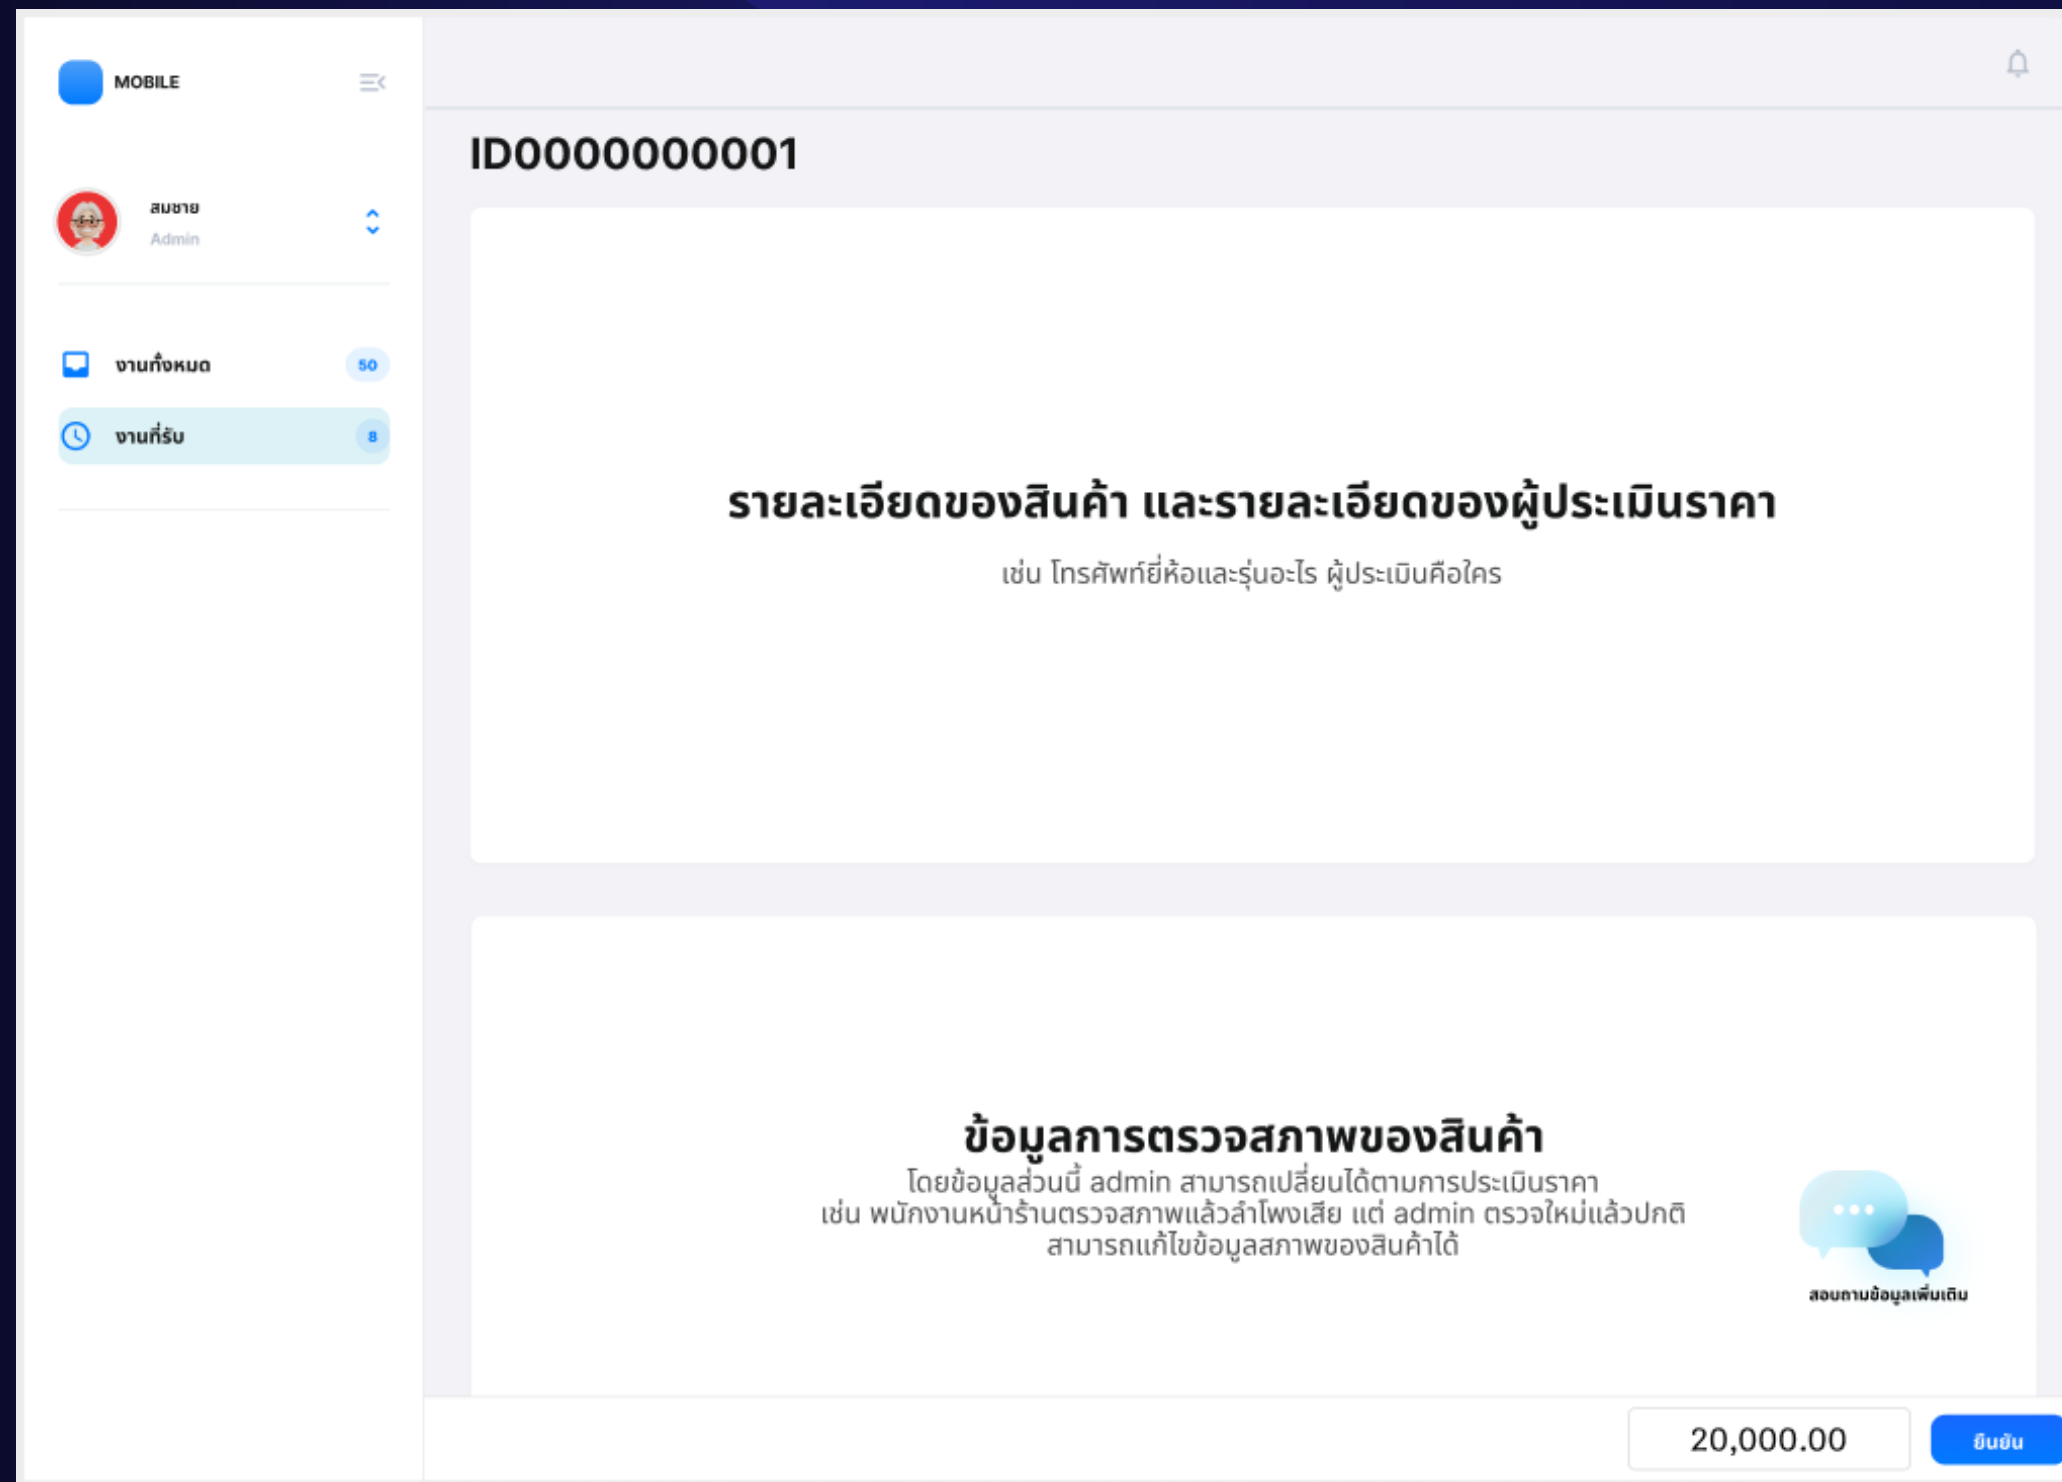 MOBILE
สมชาย
Admin
งานทั้งหมด
50
งานที่รับ
8
ID0000000001
รายละเอียดของสินค้า และรายละเอียดของผู้ประเมินราคา
เช่น โทรศัพท์ยี่ห้อและรุ่นอะไร ผู้ประเมินคือใคร
ข้อมูลการตรวจสภาพของสินค้า
โดยข้อมูลส่วนนี้ admin สามารถเปลี่ยนได้ตามการประเมินราคา
เช่น พนักงานหน้าร้านตรวจสภาพแล้วลำโพงเสีย แต่ admin ตรวจใหม่แล้วปกติ
สามารถแก้ไขข้อมูลสภาพของสินค้าได้
สอบถามข้อมูลเพิ่มเติม
20,000.00
ยืนยัน